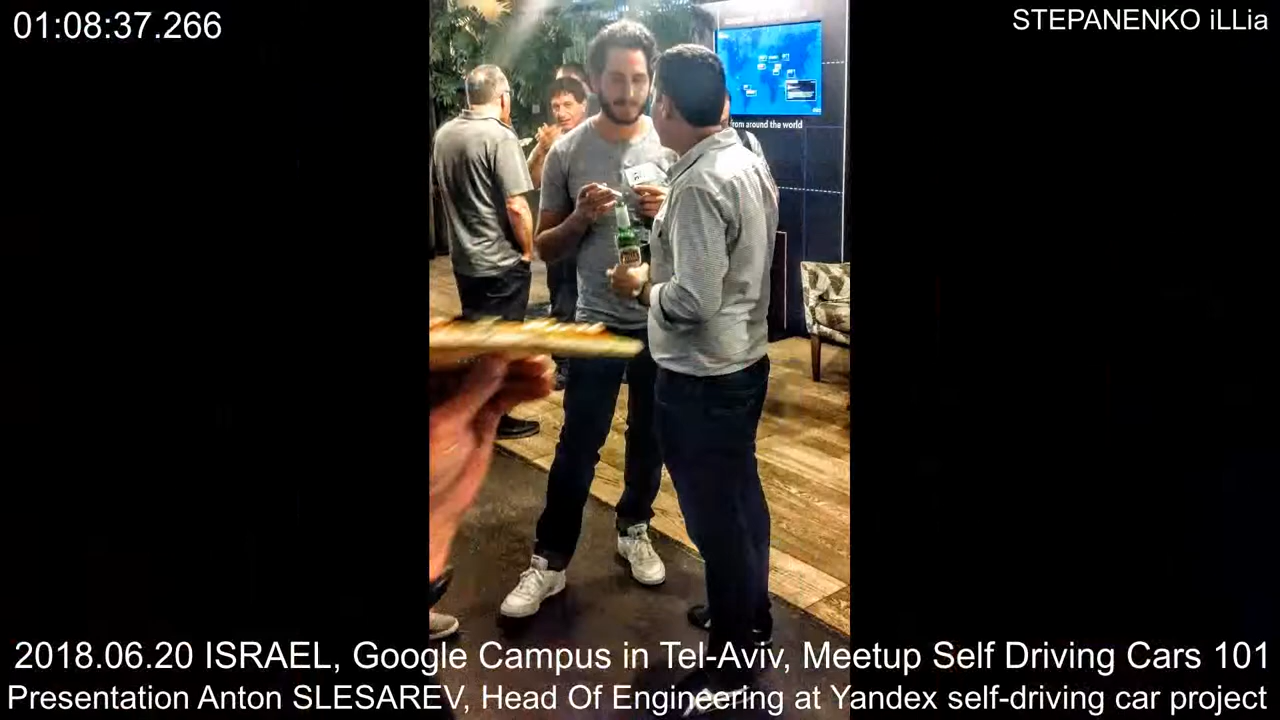 01:08:37.266
STEPANENKO iLLia
from around the world
2018.06.20 ISRAEL, Google Campus in Tel-Aviv, Meetup Self Driving Cars 101
Presentation Anton SLESAREV, Head Of Engineering at Yandex self-driving car project